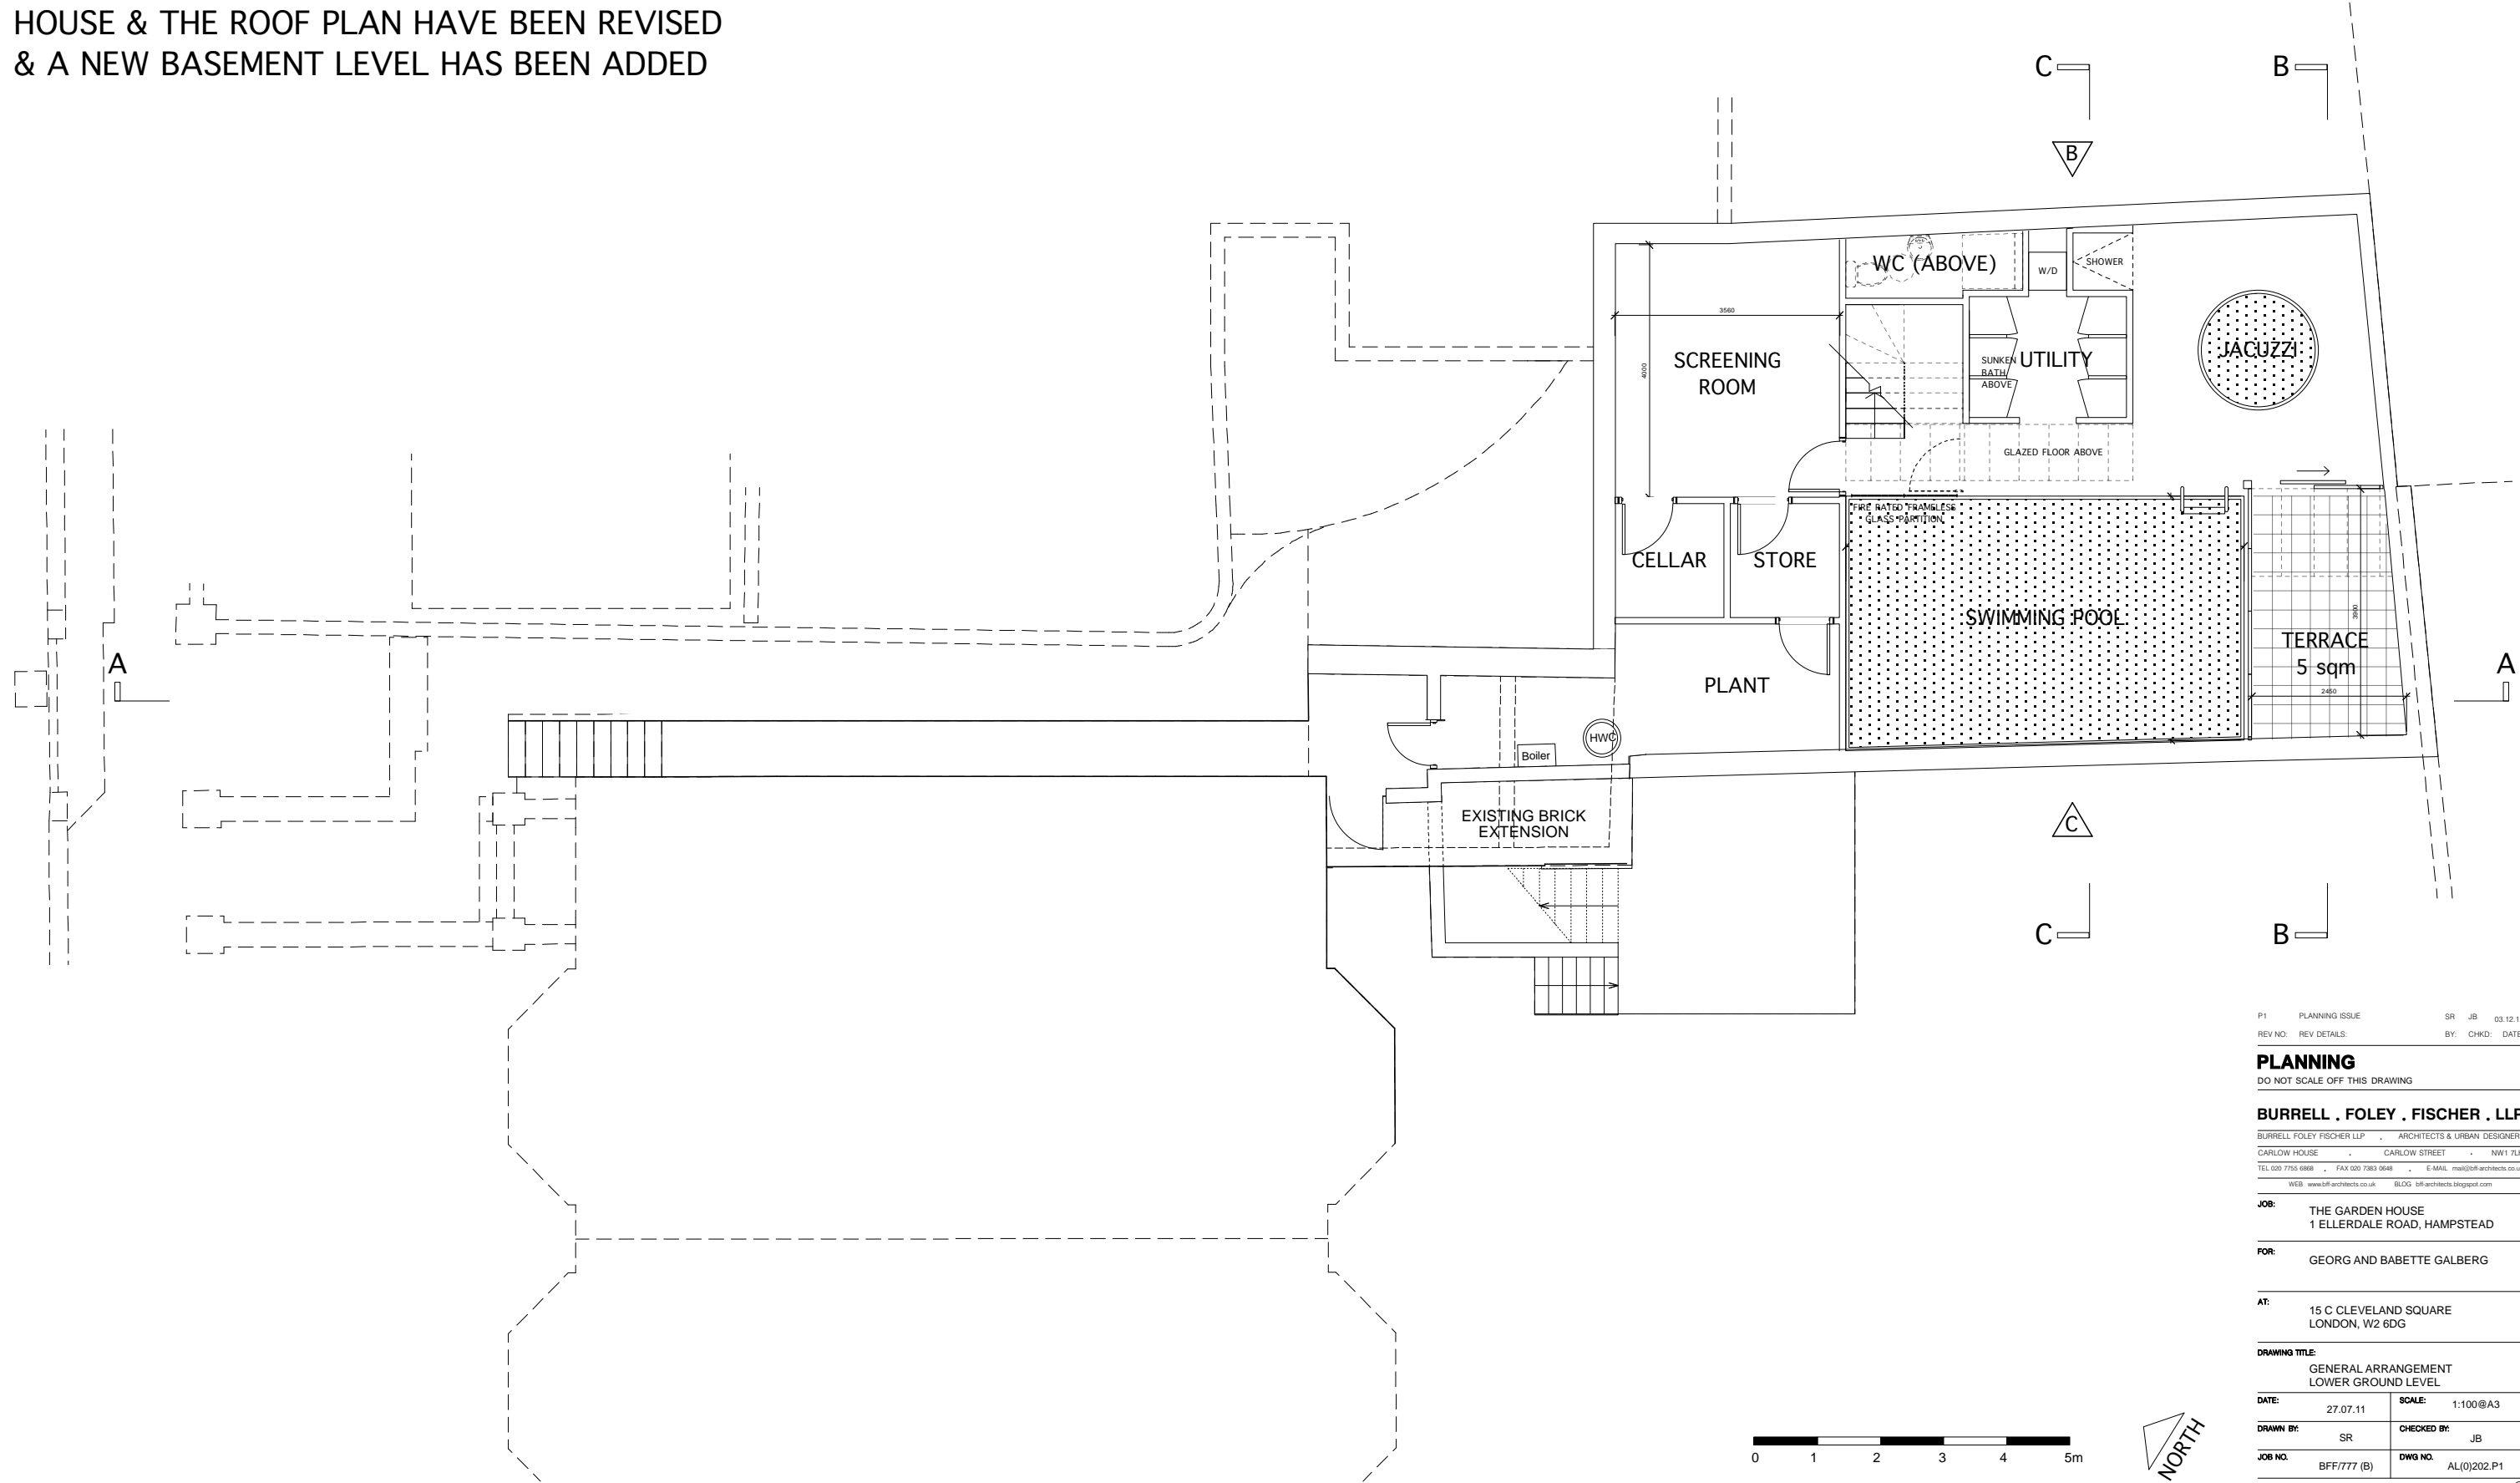 HOUSE & THE ROOF PLAN HAVE BEEN REVISED
& A NEW BASEMENT LEVEL HAS BEEN ADDED
C
B
B
WC (ABOVE)
W/D
SHOWER
3560
4000
SCREENING
ROOM
SUNKEN
BATH
ABOVE
UTILITY
JACUZZI
GLAZED FLOOR ABOVE
FIRE RATED FRAMELESS
GLASS PARTITION
CELLAR
STORE
SWIMMING POOL
3900
TERRACE
5 sqm
2450
A
A
PLANT
HWC
Boiler
EXISTING BRICK
EXTENSION
C
C
B
P1 PLANNING ISSUE SR JB
REV NO: REV DETAILS: BY: CHKD:
PLANNING
DO NOT SCALE OFF THIS DRAWING
BURRELL . FOLEY . FISCHER . LLP
BURRELL FOLEY FISCHER LLP . ARCHITECTS & URBAN
CARLOW HOUSE . CARLOW STREET . NW1
TEL 020 7755 6868 . FAX 020 7383 0648 . E-MAIL
WEB www.bff-architects.co.uk BLOG bff-architects.blogspot.com
JOB:
THE GARDEN HOUSE
1 ELLERDALE ROAD, HAMPSTEAD
FOR:
GEORG AND BABETTE GALBERG
AT:
15 C CLEVELAND SQUARE
LONDON, W2 6DG
DRAWING TITLE:
GENERAL ARRANGEMENT
LOWER GROUND LEVEL
DATE: 27.07.11 SCALE: 1:100@A3
DRAWN BY: SR CHECKED BY: JB
JOB NO. BFF/777 (B) DWG NO. AL(0)202.P1
0 1 2 3 4 5m
NORTH